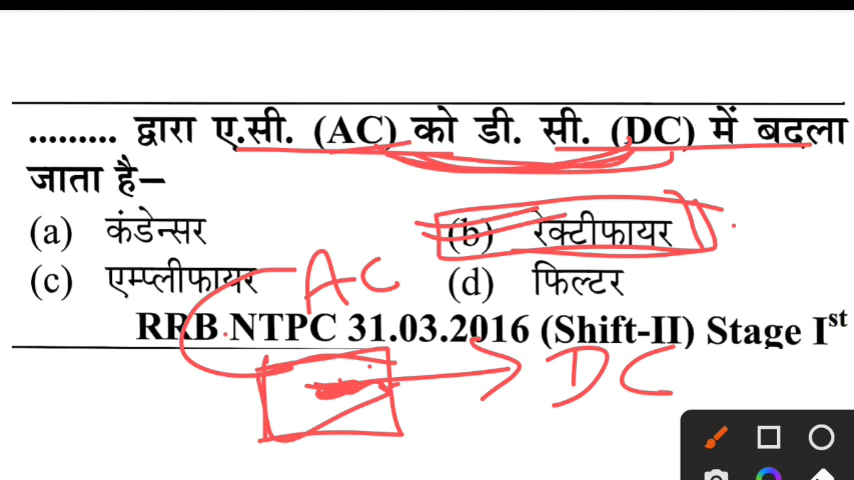 ......... द्वारा ए.सी. (AC) को डी. सी. (DC) में बदला
जाता है–
(a) कंडेन्सर (b) रेक्टीफायर
(c) एम्प्लीफायर (d) फिल्टर
AC
RRB NTPC 31.03.2016 (Shift-II) Stage Ist
DC